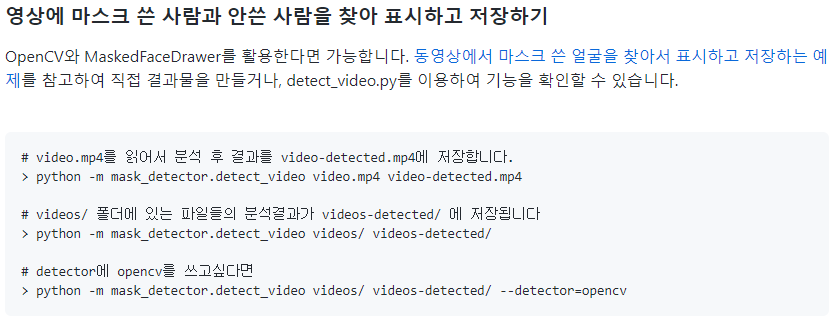 영상에 마스크 쓴 사람과 안쓴 사람을 찾아 표시하고 저장하기
OpenCV와 MaskedFaceDrawer를 활용한다면 가능합니다. 동영상에서 마스크 쓴 얼굴을 찾아서 표시하고 저장하는 예
제를 참고하여 직접 결과물을 만들거나, detect_video.py를 이용하여 기능을 확인할 수 있습니다.
# video.mp4를 읽어서 분석 후 결과를 video-detected.mp4에 저장합니다.
> python -m mask_detector.detect_video video.mp4 video-detected.mp4
# videos/ 폴더에 있는 파일들의 분석결과가 videos-detected/ 에 저장됩니다
> python -m mask_detector.detect_video videos/ videos-detected/
# detector에 opencv를 쓰고싶다면
> python -m mask_detector.detect_video videos/ videos-detected/ --detector=opencv